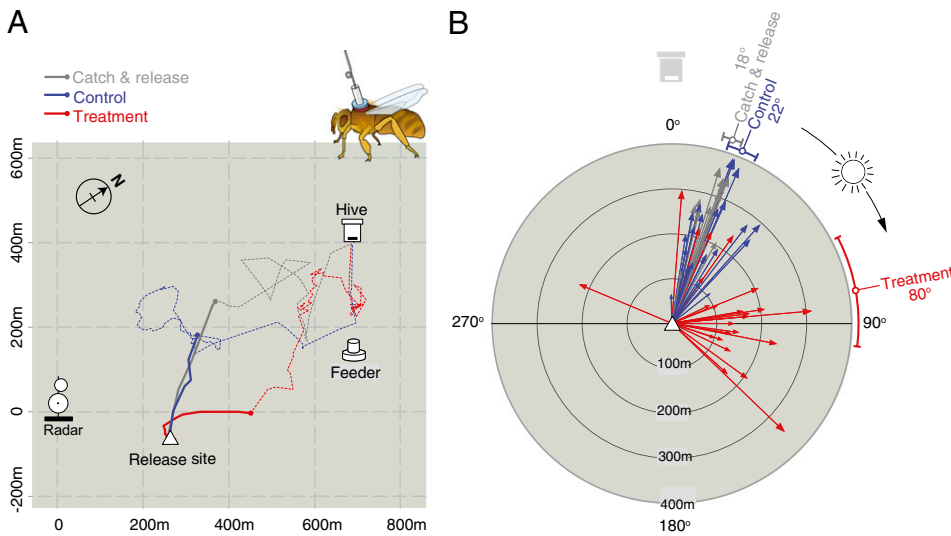 A
Catch & release
Control
Treatment
600m
400m
200m
0
-200m
N
Hive
Feeder
Radar
Release site
0
200m
400m
600m
800m
B
18°
Catch & release
Control
22°
0°
Treatment
80°
270°
90°
100m
200m
300m
400m
180°